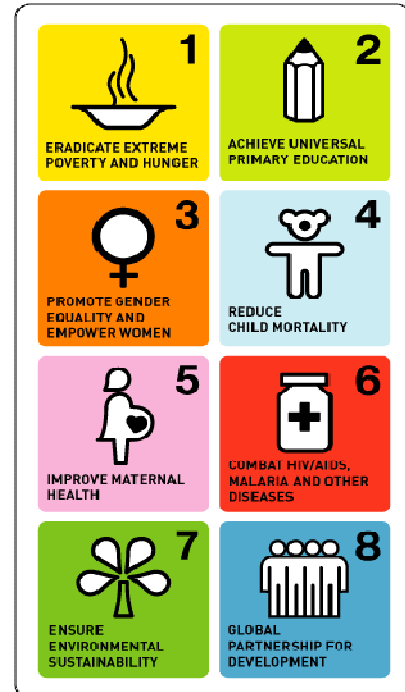 1
ERADICATE EXTREME
POVERTY AND HUNGER
2
ACHIEVE UNIVERSAL
PRIMARY EDUCATION
3
PROMOTE GENDER
EQUALITY AND
EMPOWER WOMEN
4
REDUCE
CHILD MORTALITY
5
IMPROVE MATERNAL
HEALTH
6
COMBAT HIV/AIDS,
MALARIA AND OTHER
DISEASES
7
ENSURE
ENVIRONMENTAL
SUSTAINABILITY
8
GLOBAL
PARTNERSHIP FOR
DEVELOPMENT